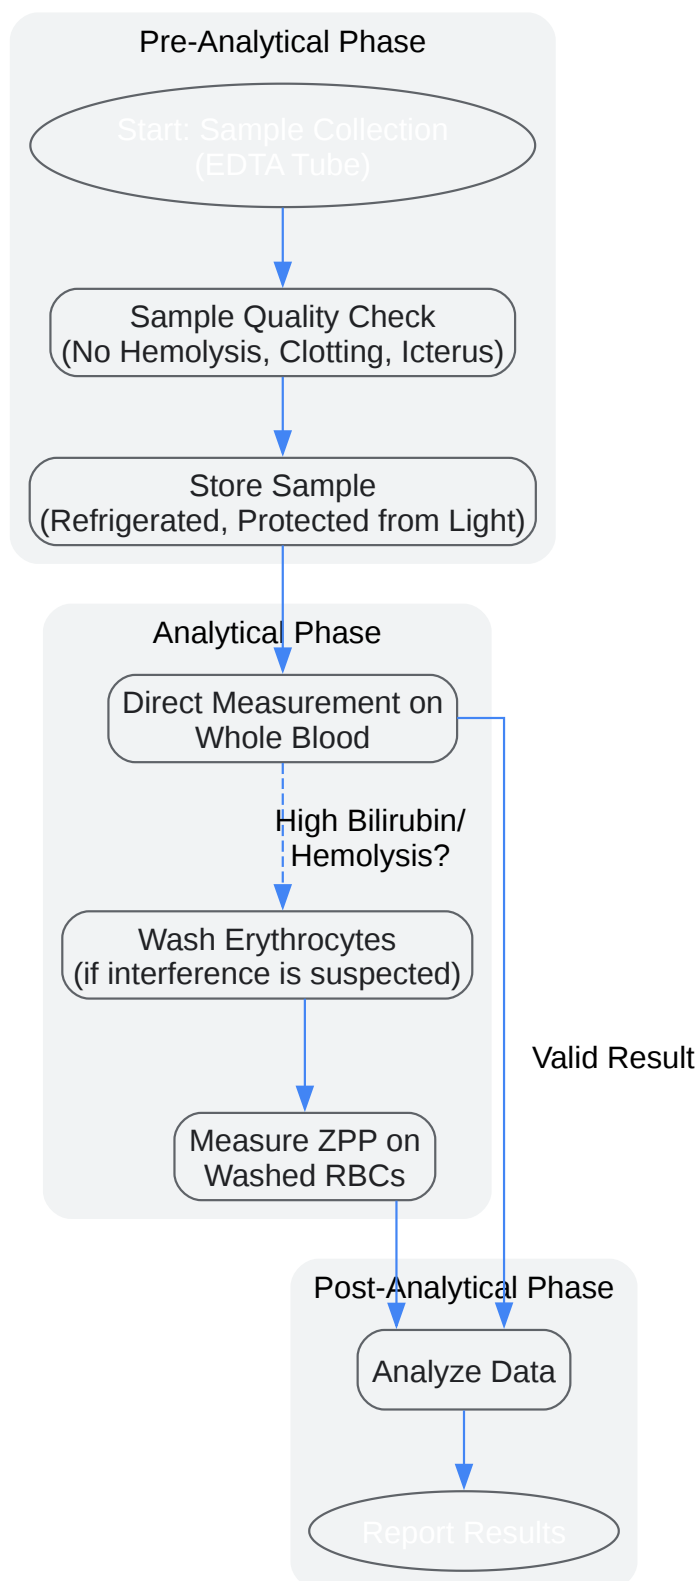 Pre-Analytical Phase
Start: Sample Collection
(EDTA Tube)
Sample Quality Check
(No Hemolysis, Clotting, Icterus)
Store Sample
(Refrigerated, Protected from Light)
Analytical Phase
Direct Measurement on
Whole Blood
High Bilirubin/
Hemolysis?
Wash Erythrocytes
(if interference is suspected)
Valid Result
Measure ZPP on
Washed RBCs
Post-Analytical Phase
Analyze Data
Report Results